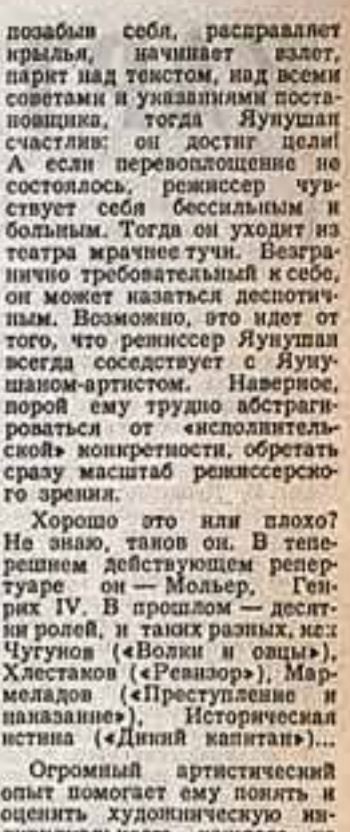 позабыв себя, расправляет
крылья, начинает взлет,
парит над текстом, над всеми
советами и указаниями поста-
новщика, тогда Яунушан
счастлив: он достиг цели!
А если перевоплощение не
состоялось, режиссер чув-
ствует себя бессильным и
больным. Тогда он уходит из
театра мрачнее тучи. Безгра-
нично требовательный к себе,
он может казаться деспотич-
ным. Возможно, это идет от
того, что режиссер Яунушан
всегда соседствует с Яуну-
шаном-артистом. Наверное,
порой ему трудно абстраги-
роваться от «исполнитель-
ской» конкретности, обретать
сразу масштаб режиссерско-
го зрения.
Хорошо это или плохо?
Не знаю, таков он. В тепе-
решнем действующем репер-
туаре он — Мольер, Ген-
рих IV. В прошлом — десят-
ки ролей, и таких разных, как
Чугунов («Волки и овцы»),
Хлестаков («Ревизор»), Мар-
меладов («Преступление и
наказание»), Историческая
истина («Дикий капитан»)...
Огромный артистический
опыт помогает ему понять и
оценить художническую ин-